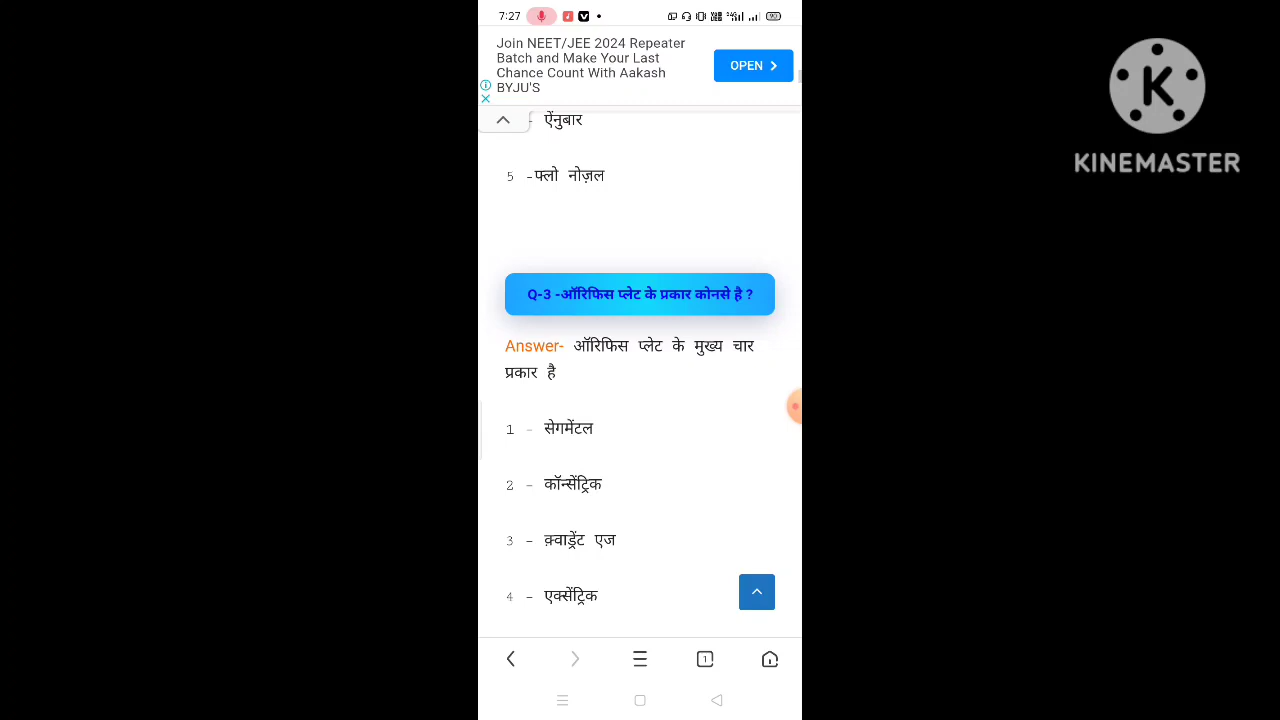 7:27
Join NEET/JEE 2024 Repeater
Batch and Make Your Last
Chance Count With Aakash
BYJU'S
OPEN
- ऐंनुबार
5 -फ्लो नोज़ल
Q-3 -ऑरिफिस प्लेट के प्रकार कोनसे है ?
Answer- ऑरिफिस प्लेट के मुख्य चार
प्रकार है
1 - सेगमेंटल
2 - कॉन्सेंट्रिक
3 - क़्वाड्रेंट एज
4 - एक्सेंट्रिक
1
K
KINEMASTER